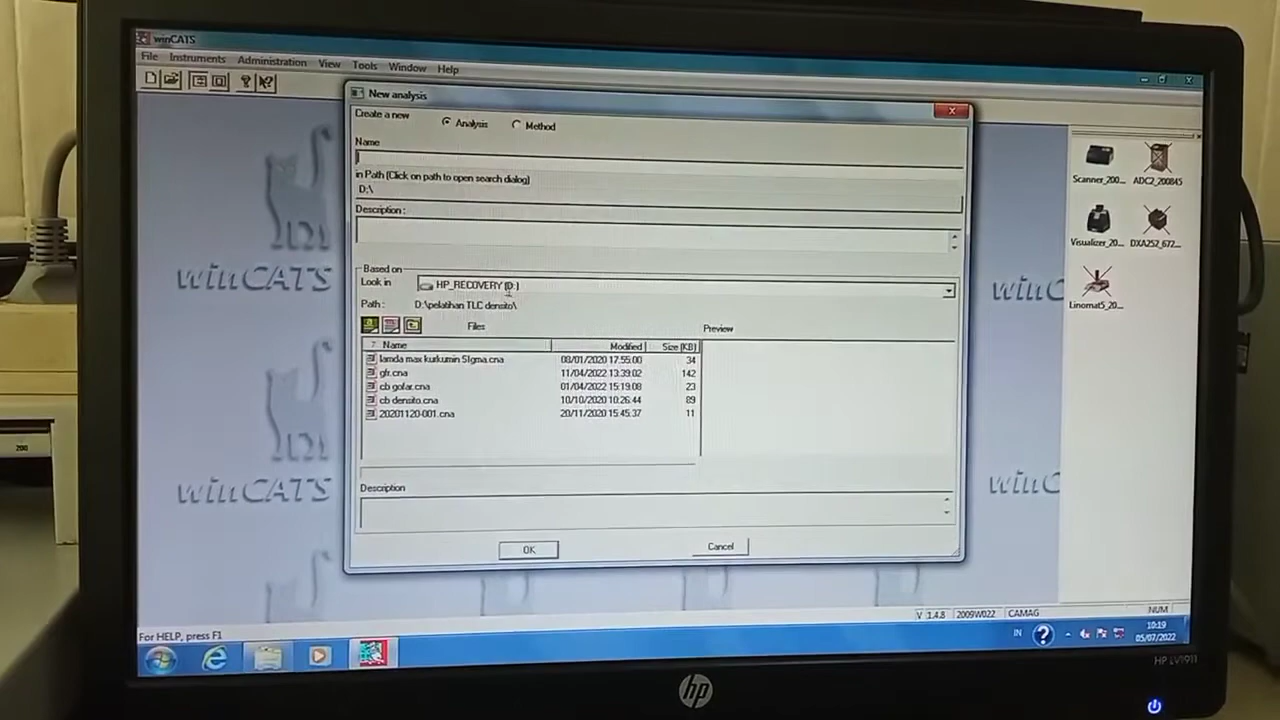 winCATS
File Instruments Administration View Tools Window Help
New analysis
Create a new Analysis Method
Name
in Path (Click on path to open search dialog)
D:\
Description:
Based on
Look in HP_RECOVERY (D:)
Path: D:\pelatihan TLC densito\
Files
Preview
? Name Modified Size (KB)
lamda max kurkumin 51gma.cna 08/01/2020 17:55:00 34
gfr.cna 11/04/2022 13:39:02 142
cb gofar.cna 01/04/2022 15:19:08 23
cb densito.cna 10/10/2020 10:26:44 89
20201120-001.cna 20/11/2020 15:45:37 11
Description
OK Cancel
Scanner_200... ADC2_200845
Visualizer_20... DXA252_672...
Linomat5_20...
winCATS
winC
winCATS
winC
V 1.4.8 2009W022 CAMAG NUM
For HELP, press F1
IN
10:19
05/07/2022
HP LV1911
hp
200